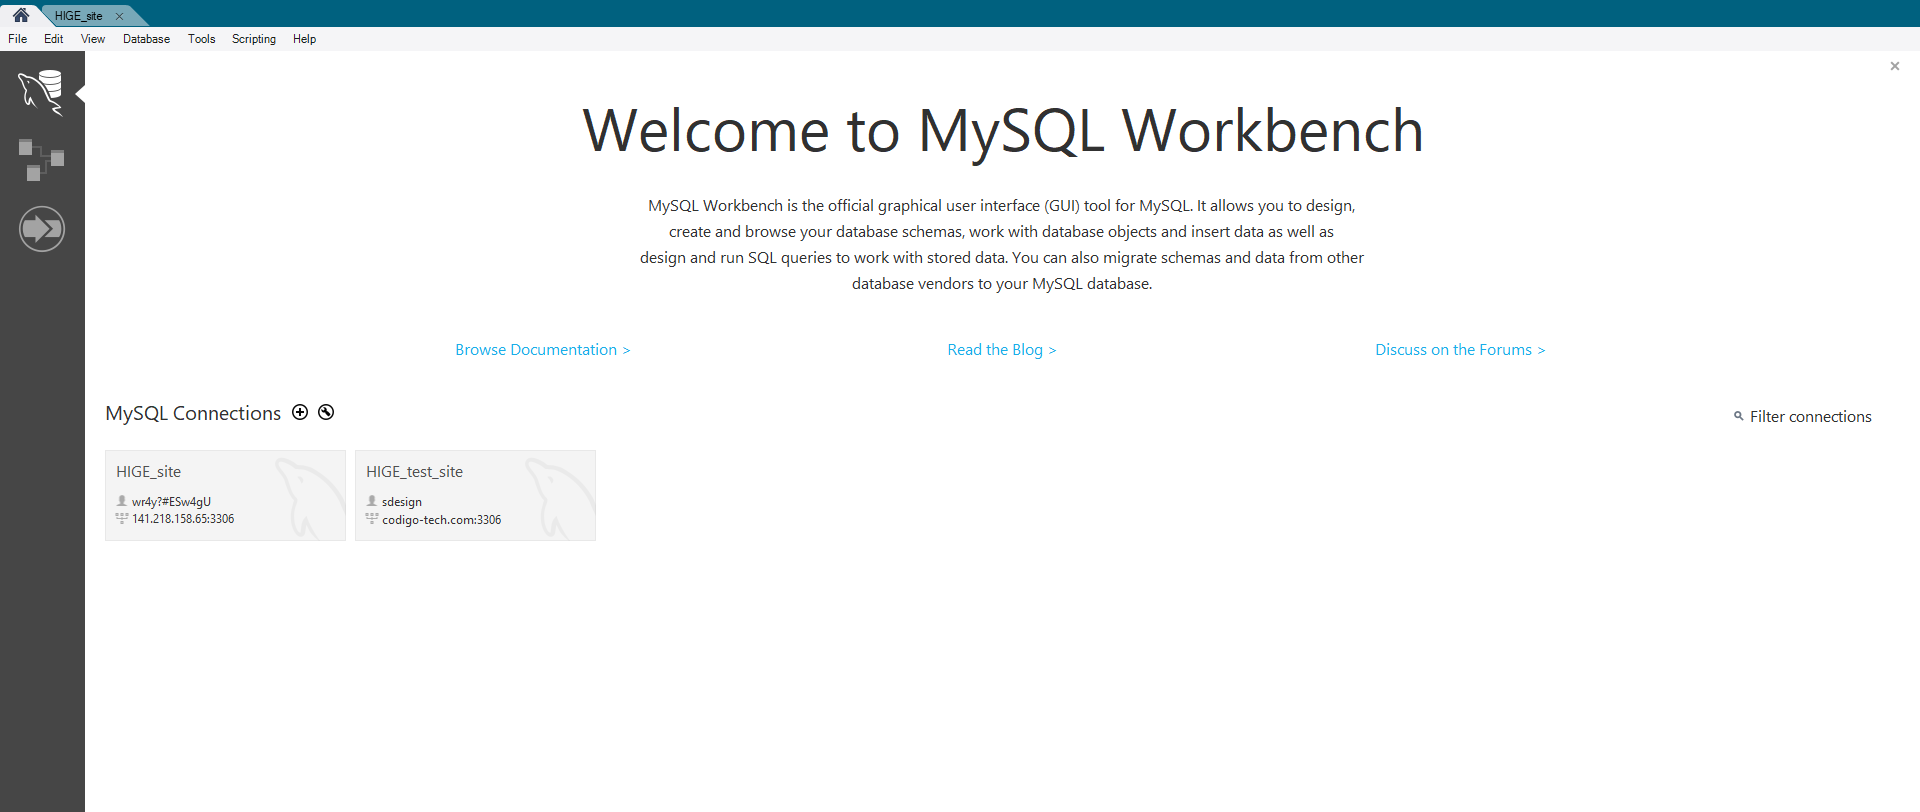 HIGE_site
File Edit View Database Tools Scripting Help
Welcome to MySQL Workbench
MySQL Workbench is the official graphical user interface (GUI) tool for MySQL. It allows you to design,
create and browse your database schemas, work with database objects and insert data as well as
design and run SQL queries to work with stored data. You can also migrate schemas and data from other
database vendors to your MySQL database.
Browse Documentation >
Read the Blog >
Discuss on the Forums >
MySQL Connections
Filter connections
HIGE_site
wr4y?#ESw4gU
141.218.158.65:3306
HIGE_test_site
sdesign
codigo-tech.com:3306